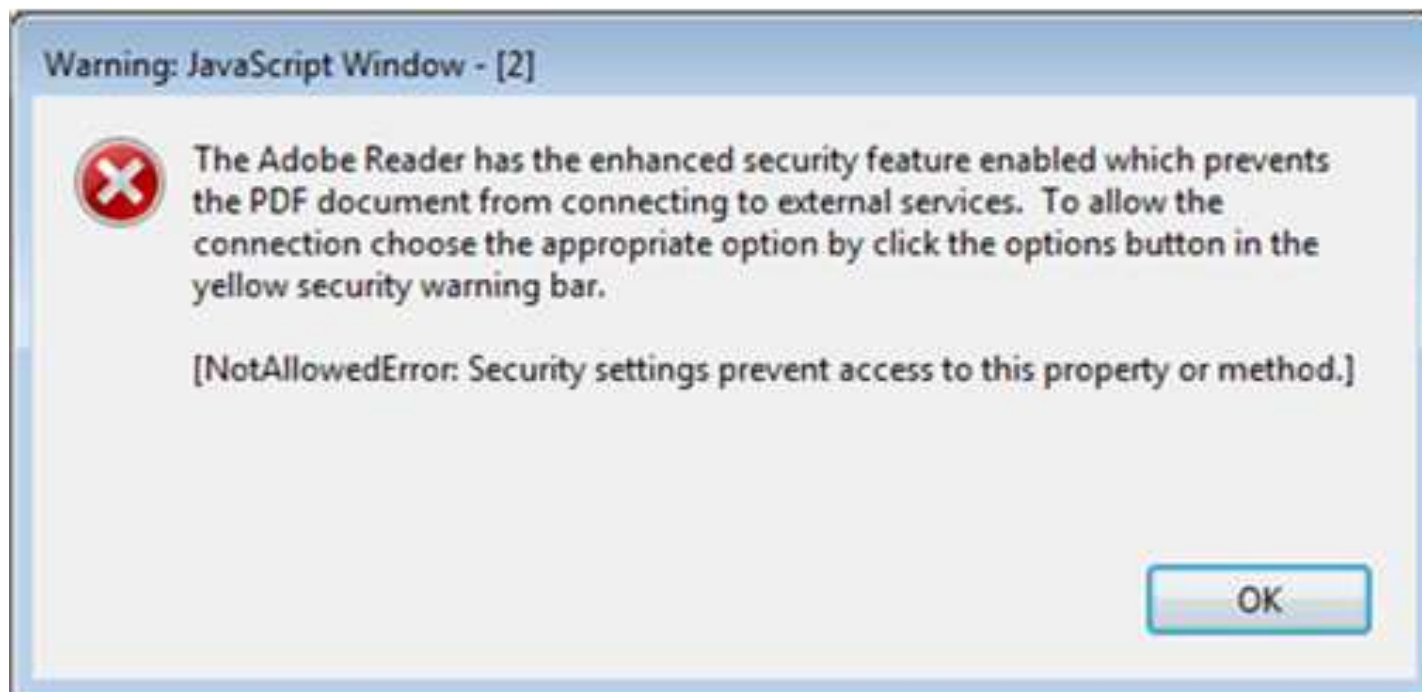 Warning: JavaScript Window - [2]
The Adobe Reader has the enhanced security feature enabled which prevents
the PDF document from connecting to external services.  To allow the
connection choose the appropriate option by click the options button in the
yellow security warning bar.
[NotAllowedError: Security settings prevent access to this property or method.]
OK